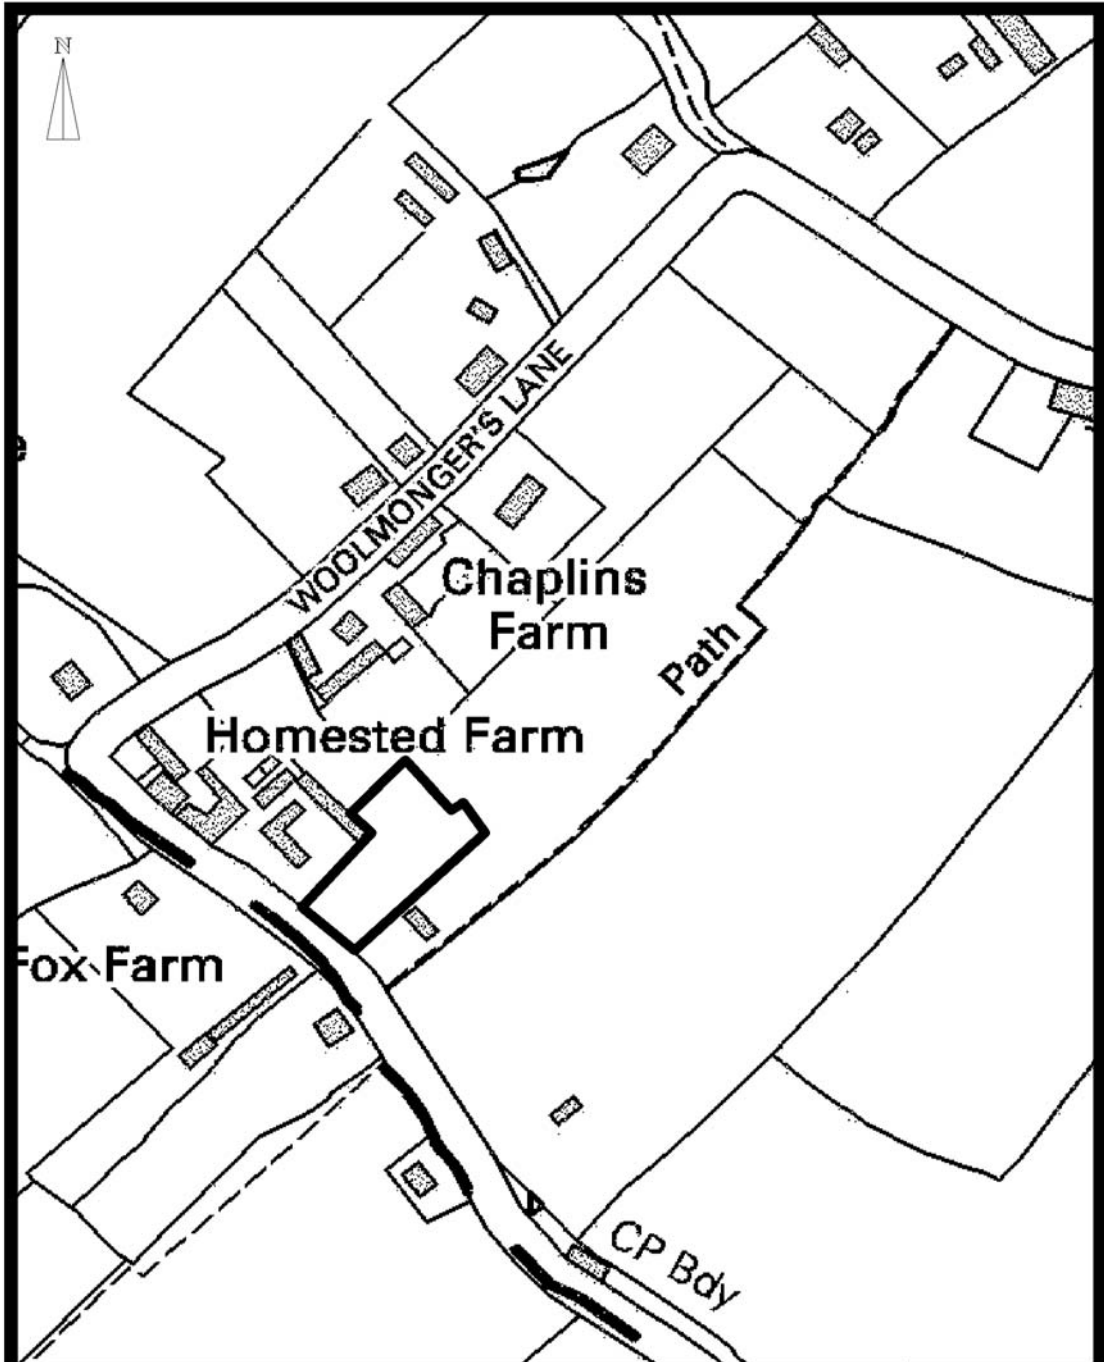 N
WOOLMONGER'S LANE
Chaplins
Farm
Path
Homested Farm
Fox Farm
CP Bdy